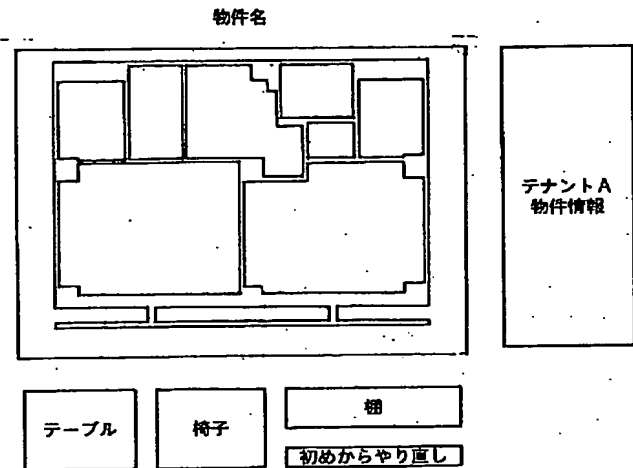 物件名
テナントA
物件情報
テーブル
椅子
棚
初めからやり直し